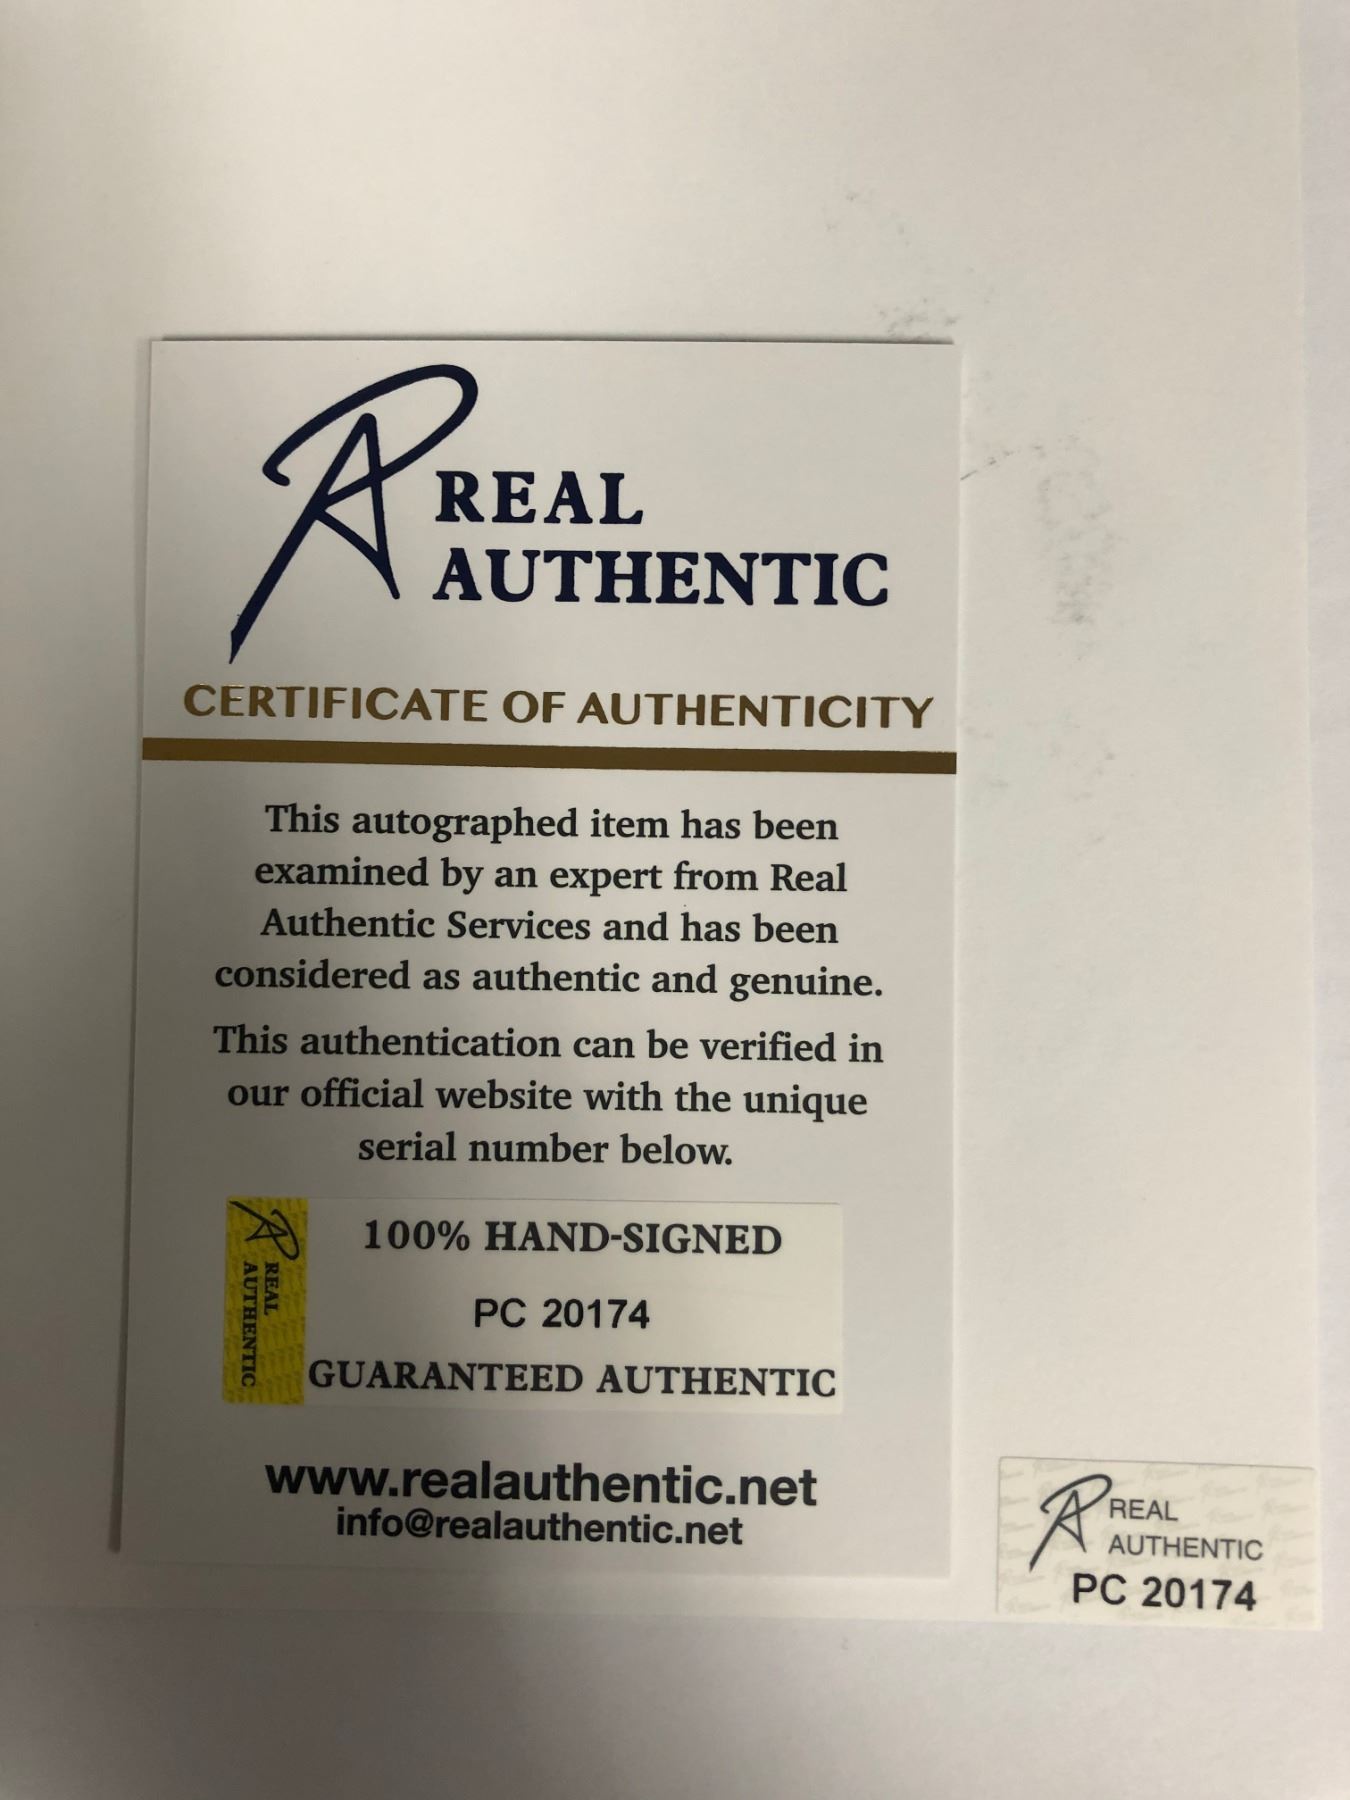 REAL
AUTHENTIC
CERTIFICATE OF AUTHENTICITY
This autographed item has been
examined by an expert from Real
Authentic Services and has been
considered as authentic and genuine.
This authentication can be verified in
our official website with the unique
serial number below.
REAL
AUTHENTIC
100% HAND-SIGNED
PC 20174
GUARANTEED AUTHENTIC
www.realauthentic.net
info@realauthentic.net
REAL
AUTHENTIC
PC 20174